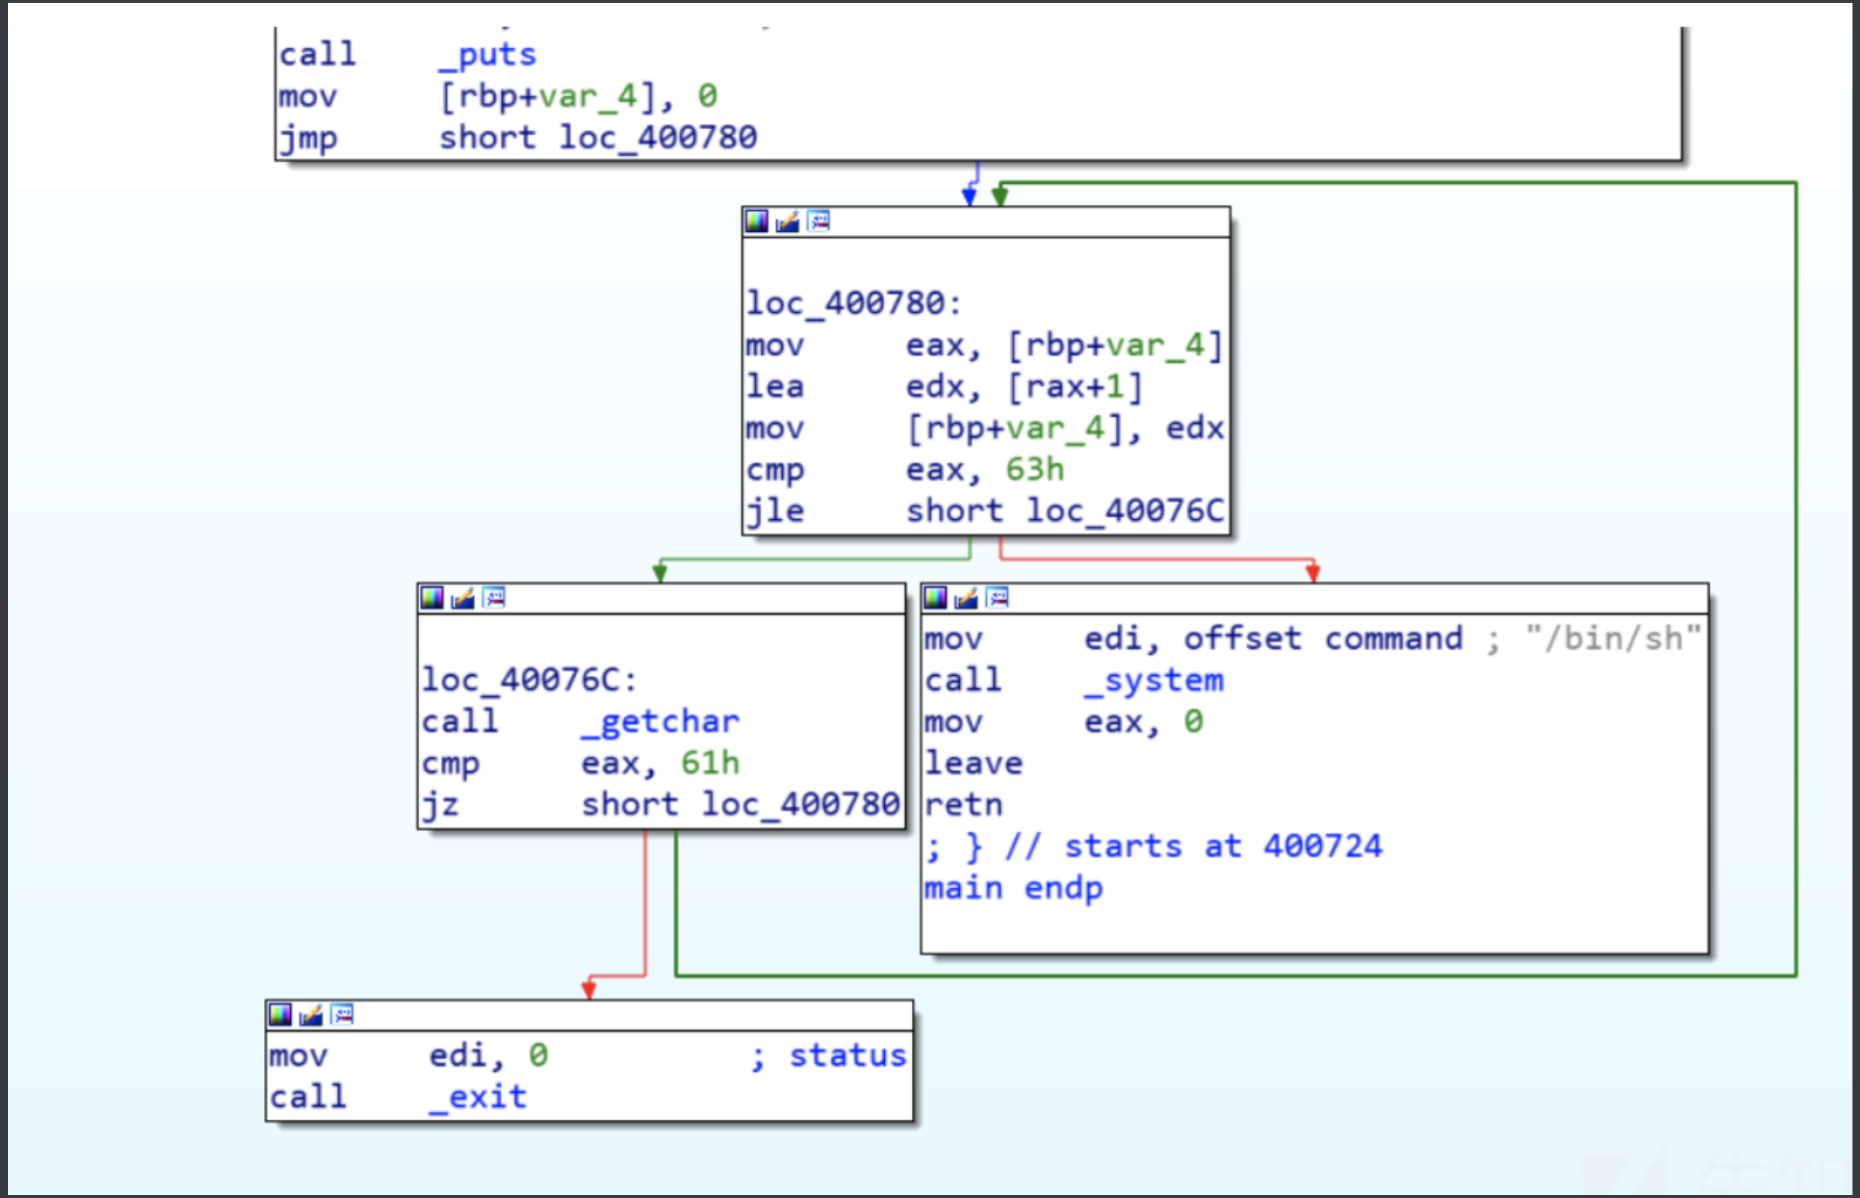 call _puts
mov [rbp+var_4], 0
jmp short loc_400780
loc_400780:
mov eax, [rbp+var_4]
lea edx, [rax+1]
mov [rbp+var_4], edx
cmp eax, 63h
jle short loc_40076C
loc_40076C:
call _getchar
cmp eax, 61h
jz short loc_400780
mov edi, offset command ; "/bin/sh"
call _system
mov eax, 0
leave
retn
; } // starts at 400724
main endp
mov edi, 0 ; status
call _exit